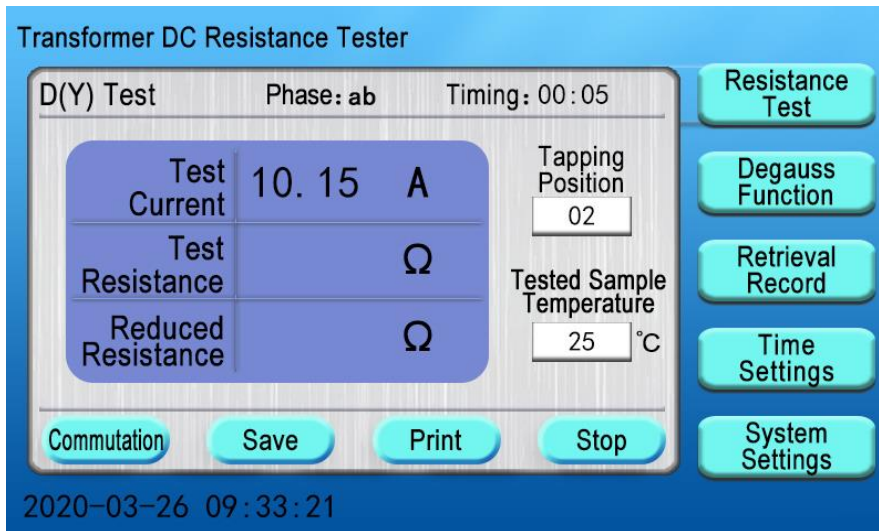 Transformer DC Resistance Tester
D(Y) Test Phase: ab Timing: 00:05
Test
Current
10.15 A
Test
Resistance
Ω
Reduced
Resistance
Ω
Tapping
Position
02
Tested Sample
Temperature
25 °C
Commutation Save Print Stop
Resistance
Test
Degauss
Function
Retrieval
Record
Time
Settings
System
Settings
2020-03-26 09:33:21